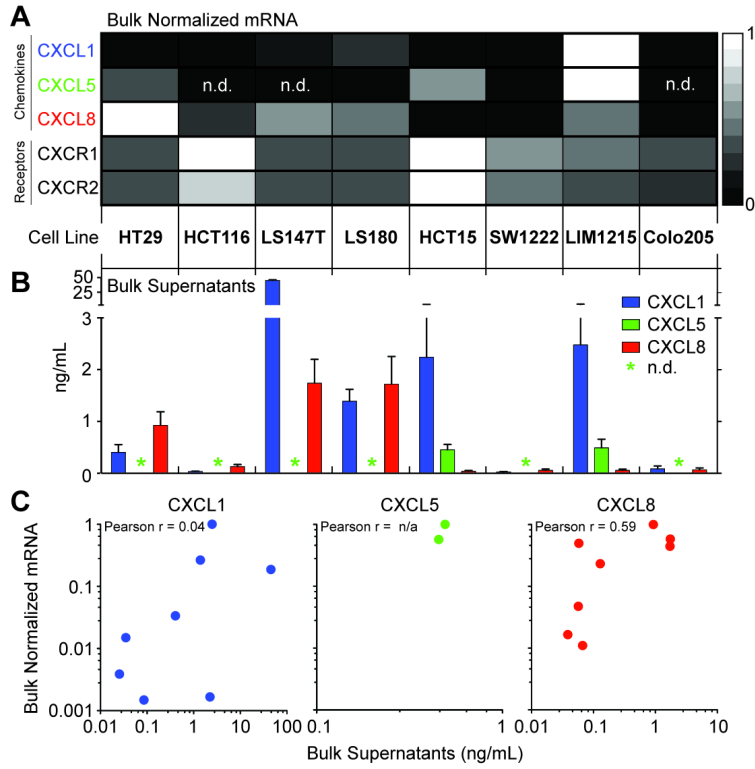 A
Bulk Normalized mRNA
Chemokines
CXCL1
CXCL5
n.d.
n.d.
n.d.
CXCL8
Receptors
CXCR1
CXCR2
1
0
Cell Line
HT29
HCT116
LS147T
LS180
HCT15
SW1222
LIM1215
Colo205
B
Bulk Supernatants
50
25
3
2
1
0
ng/mL
CXCL1
CXCL5
CXCL8
* n.d.
*
*
*
*
*
*
C
CXCL1
CXCL5
CXCL8
Pearson r = 0.04
Pearson r = n/a
Pearson r = 0.59
Bulk Normalized mRNA
1
0.1
0.01
0.001
0.01 0.1 1 10 100
0.1 1
0.01 0.1 1 10
Bulk Supernatants (ng/mL)